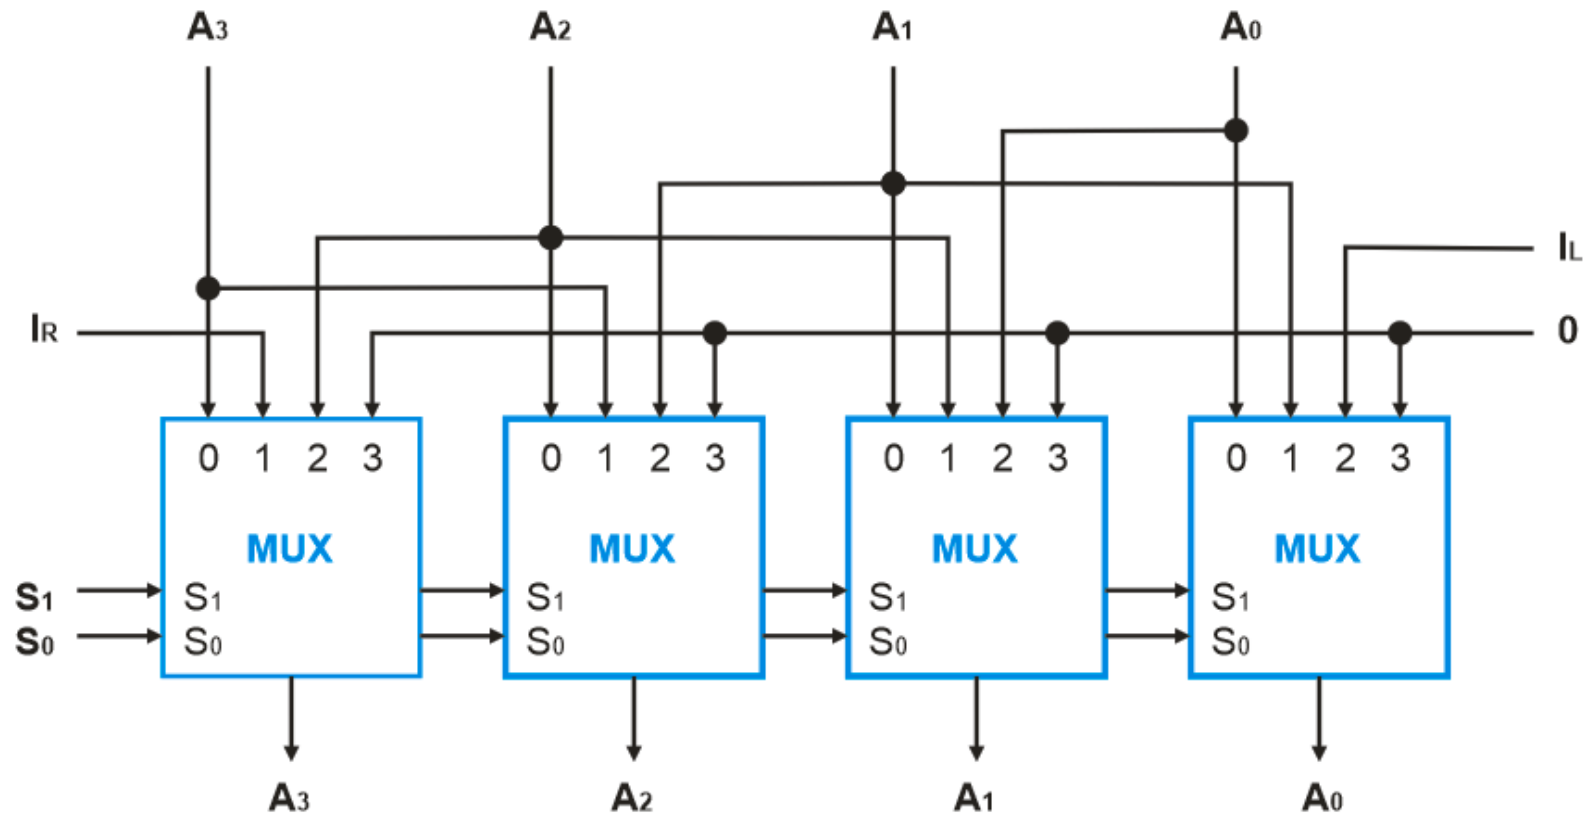 A3 A2 A1 A0
IL
IR 0
0 1 2 3 0 1 2 3 0 1 2 3 0 1 2 3
MUX MUX MUX MUX
S1 S1 S1 S1 S1
S0 S0 S0 S0 S0
A3 A2 A1 A0